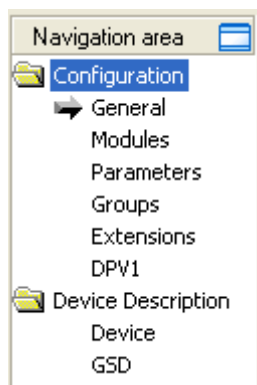 Navigation area
Configuration
General
Modules
Parameters
Groups
Extensions
DPV1
Device Description
Device
GSD